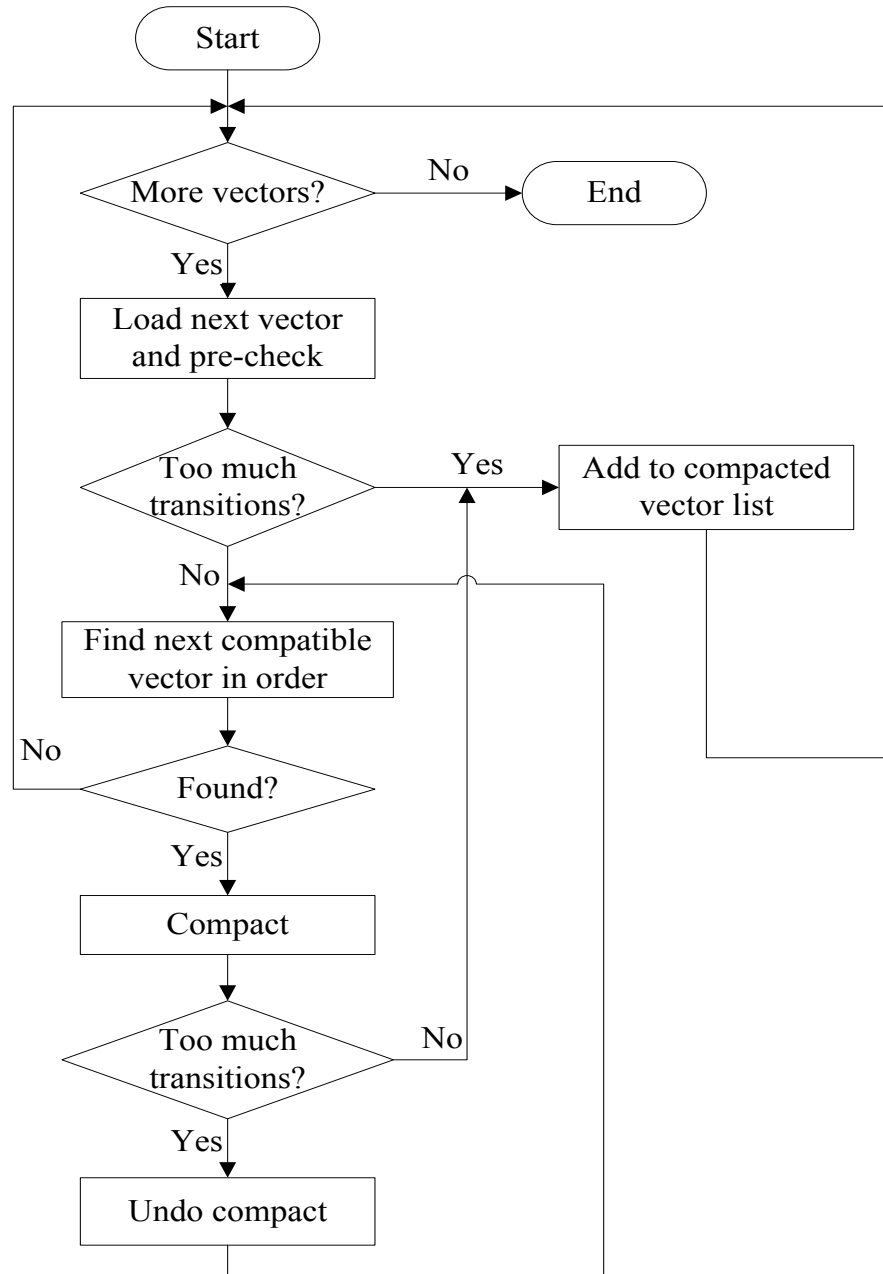 Start
More vectors?
No
End
Yes
Load next vector
and pre-check
Too much
transitions?
Yes
Add to compacted
vector list
No
Find next compatible
vector in order
No
Found?
Yes
Compact
Too much
transitions?
No
Yes
Undo compact